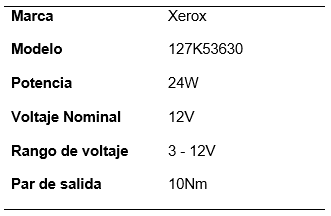 Marca Xerox
Modelo 127K53630
Potencia 24W
Voltaje Nominal 12V
Rango de voltaje 3 - 12V
Par de salida 10Nm